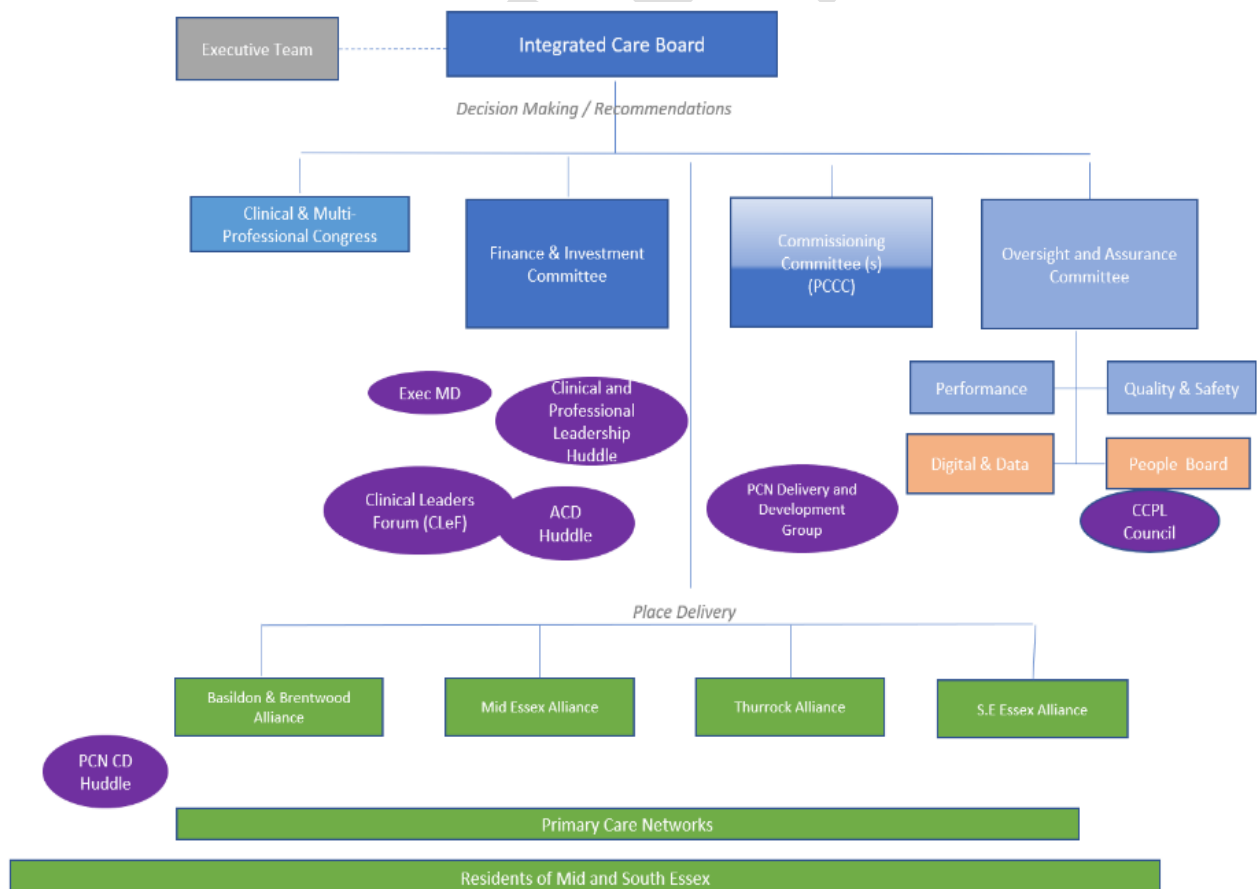 Executive Team
Integrated Care Board
Decision Making / Recommendations
Clinical & Multi-
Professional Congress
Finance & Investment
Committee
Commissioning
Committee (s)
(PCCC)
Oversight and Assurance
Committee
Exec MD
Clinical and
Professional
Leadership
Huddle
Performance
Quality & Safety
Digital & Data
People Board
Clinical Leaders
Forum (CLeF)
ACD
Huddle
PCN Delivery and
Development
Group
CCPL
Council
Place Delivery
Basildon & Brentwood
Alliance
Mid Essex Alliance
Thurrock Alliance
S.E Essex Alliance
PCN CD
Huddle
Primary Care Networks
Residents of Mid and South Essex